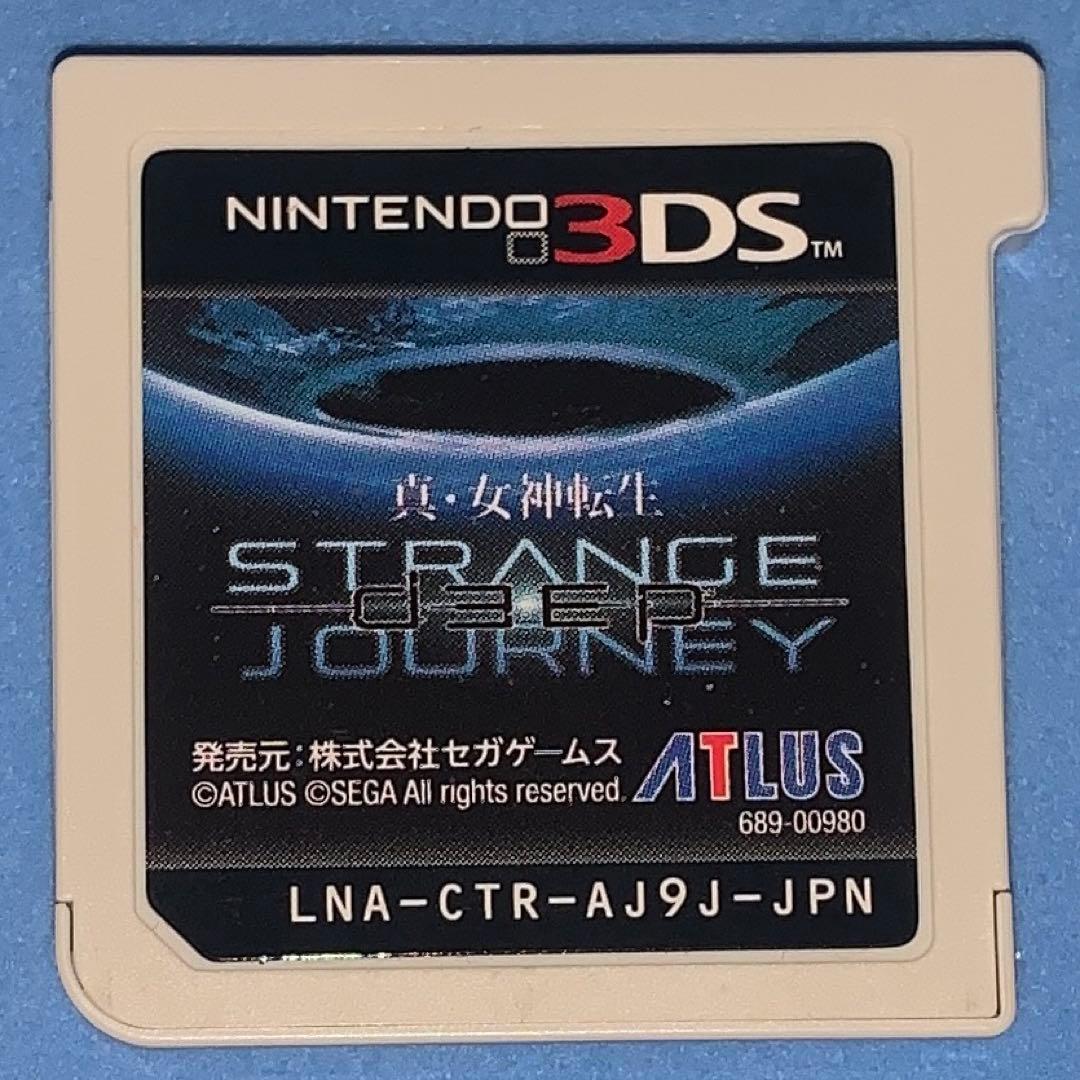 NINTENDO 3DS™
真・女神転生
STRANGE
dEEp
JOURNEY
発売元：株式会社セガゲームス
©ATLUS ©SEGA All rights reserved.
ATLUS
689-00980
LNA-CTR-AJ9J-JPN